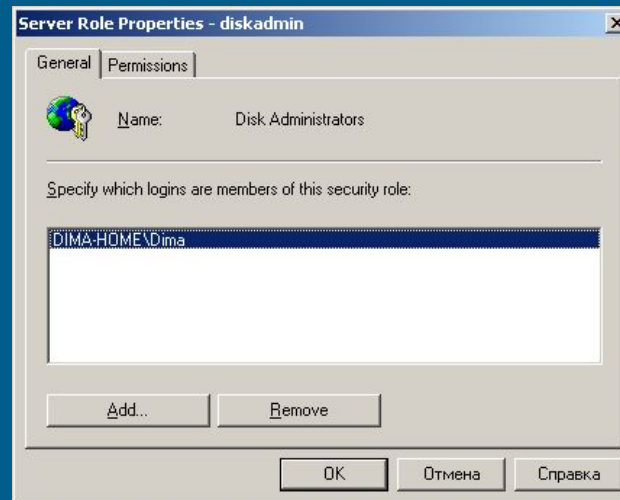 Server Role Properties - diskadmin
General Permissions
Name: Disk Administrators
Specify which logins are members of this security role:
DIMA-HOME\Dima
Add... Remove
OK Отмена Справка